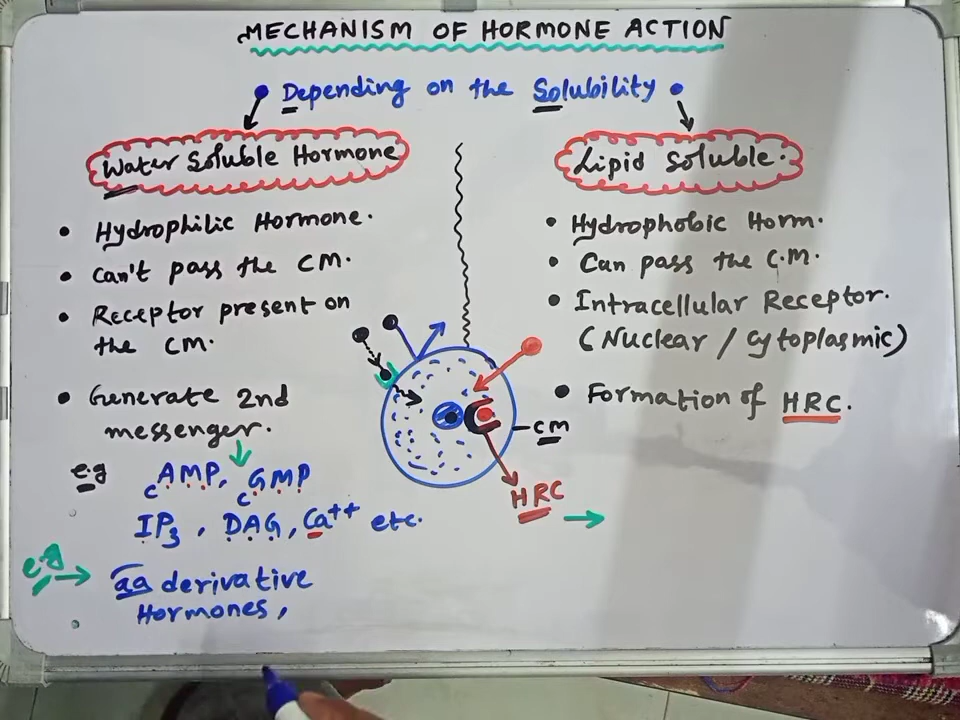 MECHANISM OF HORMONE ACTION
• Depending on the Solubility •
Water Soluble Hormone
• Hydrophilic Hormone.
• Can't pass the CM.
• Receptor present on
the CM.
• Generate 2nd
messenger.
e.g cAMP, cGMP
IP3, DAG, Ca++ etc.
e.g → aa derivative
Hormones,
Lipid Soluble.
• Hydrophobic Horm.
• Can pass the C.M.
• Intracellular Receptor.
(Nuclear / Cytoplasmic)
• Formation of HRC.
CM
HRC →